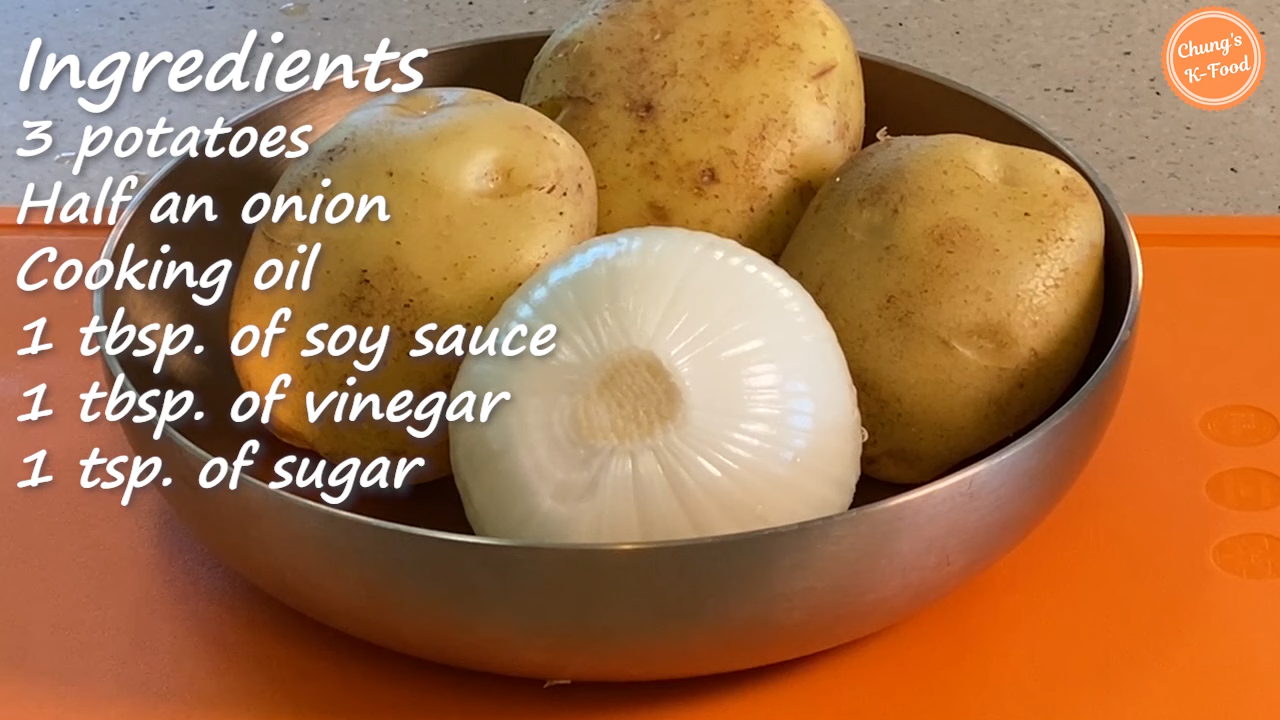 Ingredients
3 potatoes
Half an onion
Cooking oil
1 tbsp. of soy sauce
1 tbsp. of vinegar
1 tsp. of sugar
Chung's
K-Food